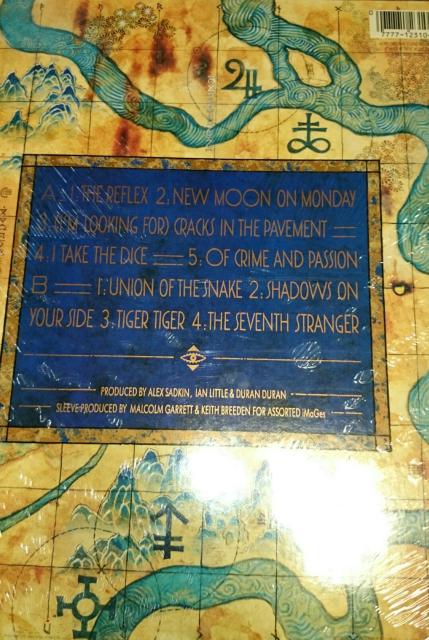 7777-12310-
A 1. THE REFLEX 2. NEW MOON ON MONDAY
3. (I'M LOOKING FOR) CRACKS IN THE PAVEMENT
4. I TAKE THE DICE 5. OF CRIME AND PASSION
B 1. UNION OF THE SNAKE 2. SHADOWS ON
YOUR SIDE 3. TIGER TIGER 4. THE SEVENTH STRANGER.
PRODUCED BY ALEX SADKIN, IAN LITTLE & DURAN DURAN
SLEEVE PRODUCED BY MALCOLM GARRETT & KEITH BREEDEN FOR ASSORTED iMaGes